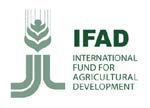 IFAD
INTERNATIONAL
FUND FOR
AGRICULTURAL
DEVELOPMENT